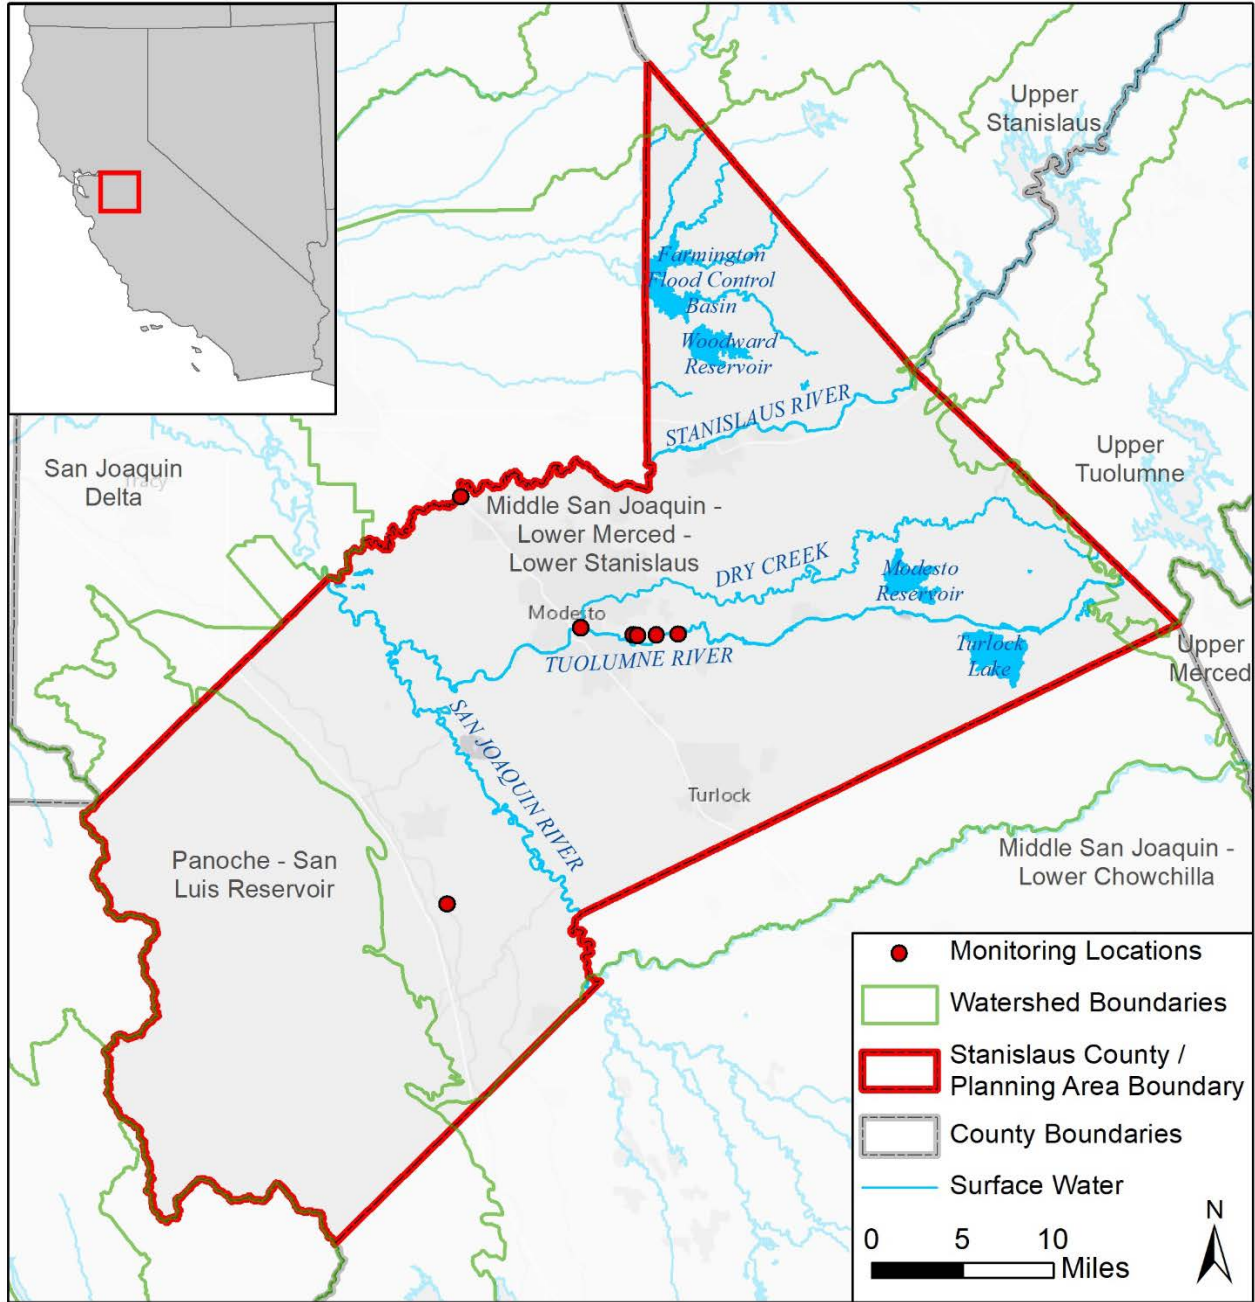 Upper
Stanislaus
Farmington
Flood Control
Basin
Woodward
Reservoir
STANISLAUS RIVER
San Joaquin
Delta
Tracy
Upper
Tuolumne
Middle San Joaquin -
Lower Merced -
Lower Stanislaus
DRY CREEK
Modesto
Reservoir
Modesto
TUOLUMNE RIVER
Turlock
Lake
Upper
Merced
SAN JOAQUIN RIVER
Turlock
Panoche - San
Luis Reservoir
Middle San Joaquin -
Lower Chowchilla
Monitoring Locations
Watershed Boundaries
Stanislaus County /
Planning Area Boundary
County Boundaries
Surface Water
N
0 5 10
Miles